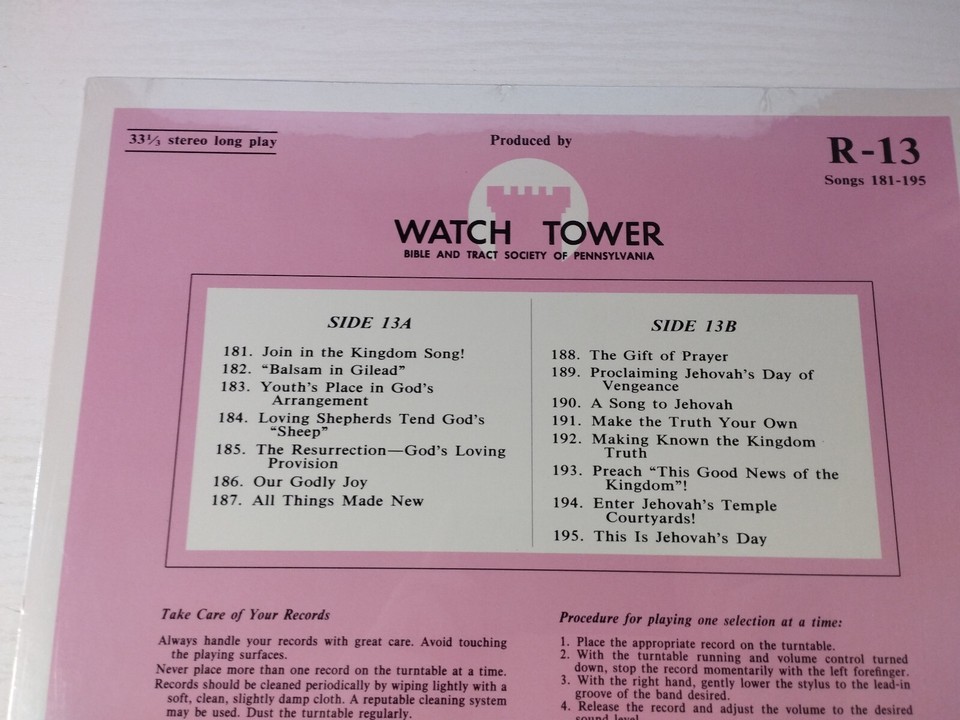 33⅓ stereo long play
Produced by
R-13
Songs 181-195
WATCH TOWER
BIBLE AND TRACT SOCIETY OF PENNSYLVANIA
SIDE 13A
181. Join in the Kingdom Song!
182. “Balsam in Gilead”
183. Youth’s Place in God’s
Arrangement
184. Loving Shepherds Tend God’s
“Sheep”
185. The Resurrection—God’s Loving
Provision
186. Our Godly Joy
187. All Things Made New
SIDE 13B
188. The Gift of Prayer
189. Proclaiming Jehovah’s Day of
Vengeance
190. A Song to Jehovah
191. Make the Truth Your Own
192. Making Known the Kingdom
Truth
193. Preach “This Good News of the
Kingdom”!
194. Enter Jehovah’s Temple
Courtyards!
195. This Is Jehovah’s Day
Take Care of Your Records
Always handle your records with great care. Avoid touching
the playing surfaces.
Never place more than one record on the turntable at a time.
Records should be cleaned periodically by wiping lightly with a
soft, clean, slightly damp cloth. A reputable cleaning system
may be used. Dust the turntable regularly.
Procedure for playing one selection at a time:
1. Place the appropriate record on the turntable.
2. With the turntable running and volume control turned
down, stop the record momentarily with the left forefinger.
3. With the right hand, gently lower the stylus to the lead-in
groove of the band desired.
4. Release the record and adjust the volume to the desired
sound level.